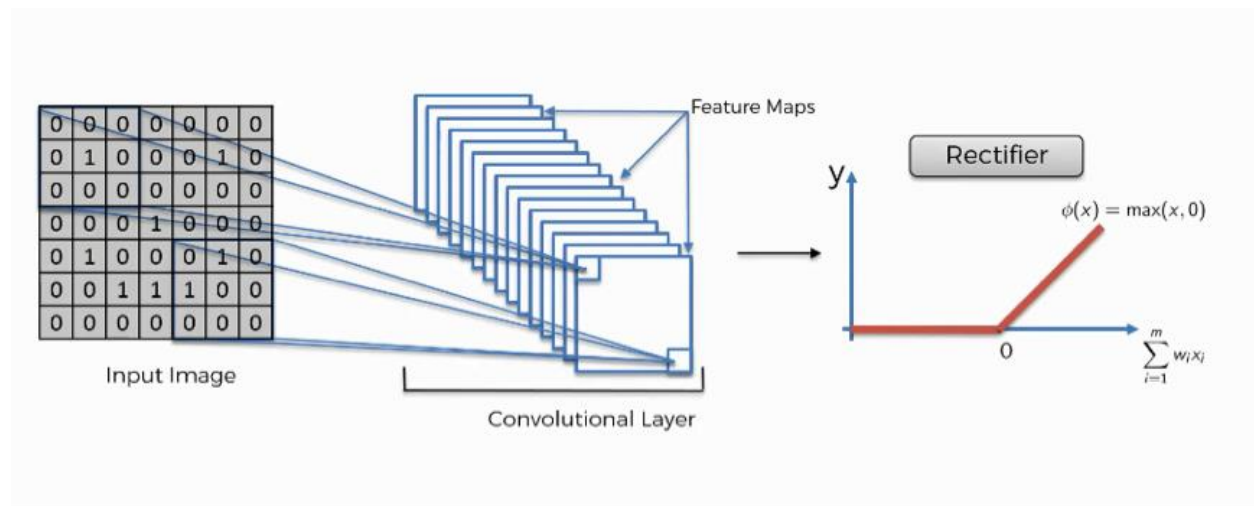 0 0 0 0 0 0 0
0 1 0 0 0 1 0
0 0 0 0 0 0 0
0 0 0 1 0 0 0
0 1 0 0 0 1 0
0 0 1 1 1 0 0
0 0 0 0 0 0 0
Input Image
Feature Maps
Convolutional Layer
Rectifier
y
ϕ(x) = max(x, 0)
0
m
∑ wᵢxᵢ
i=1